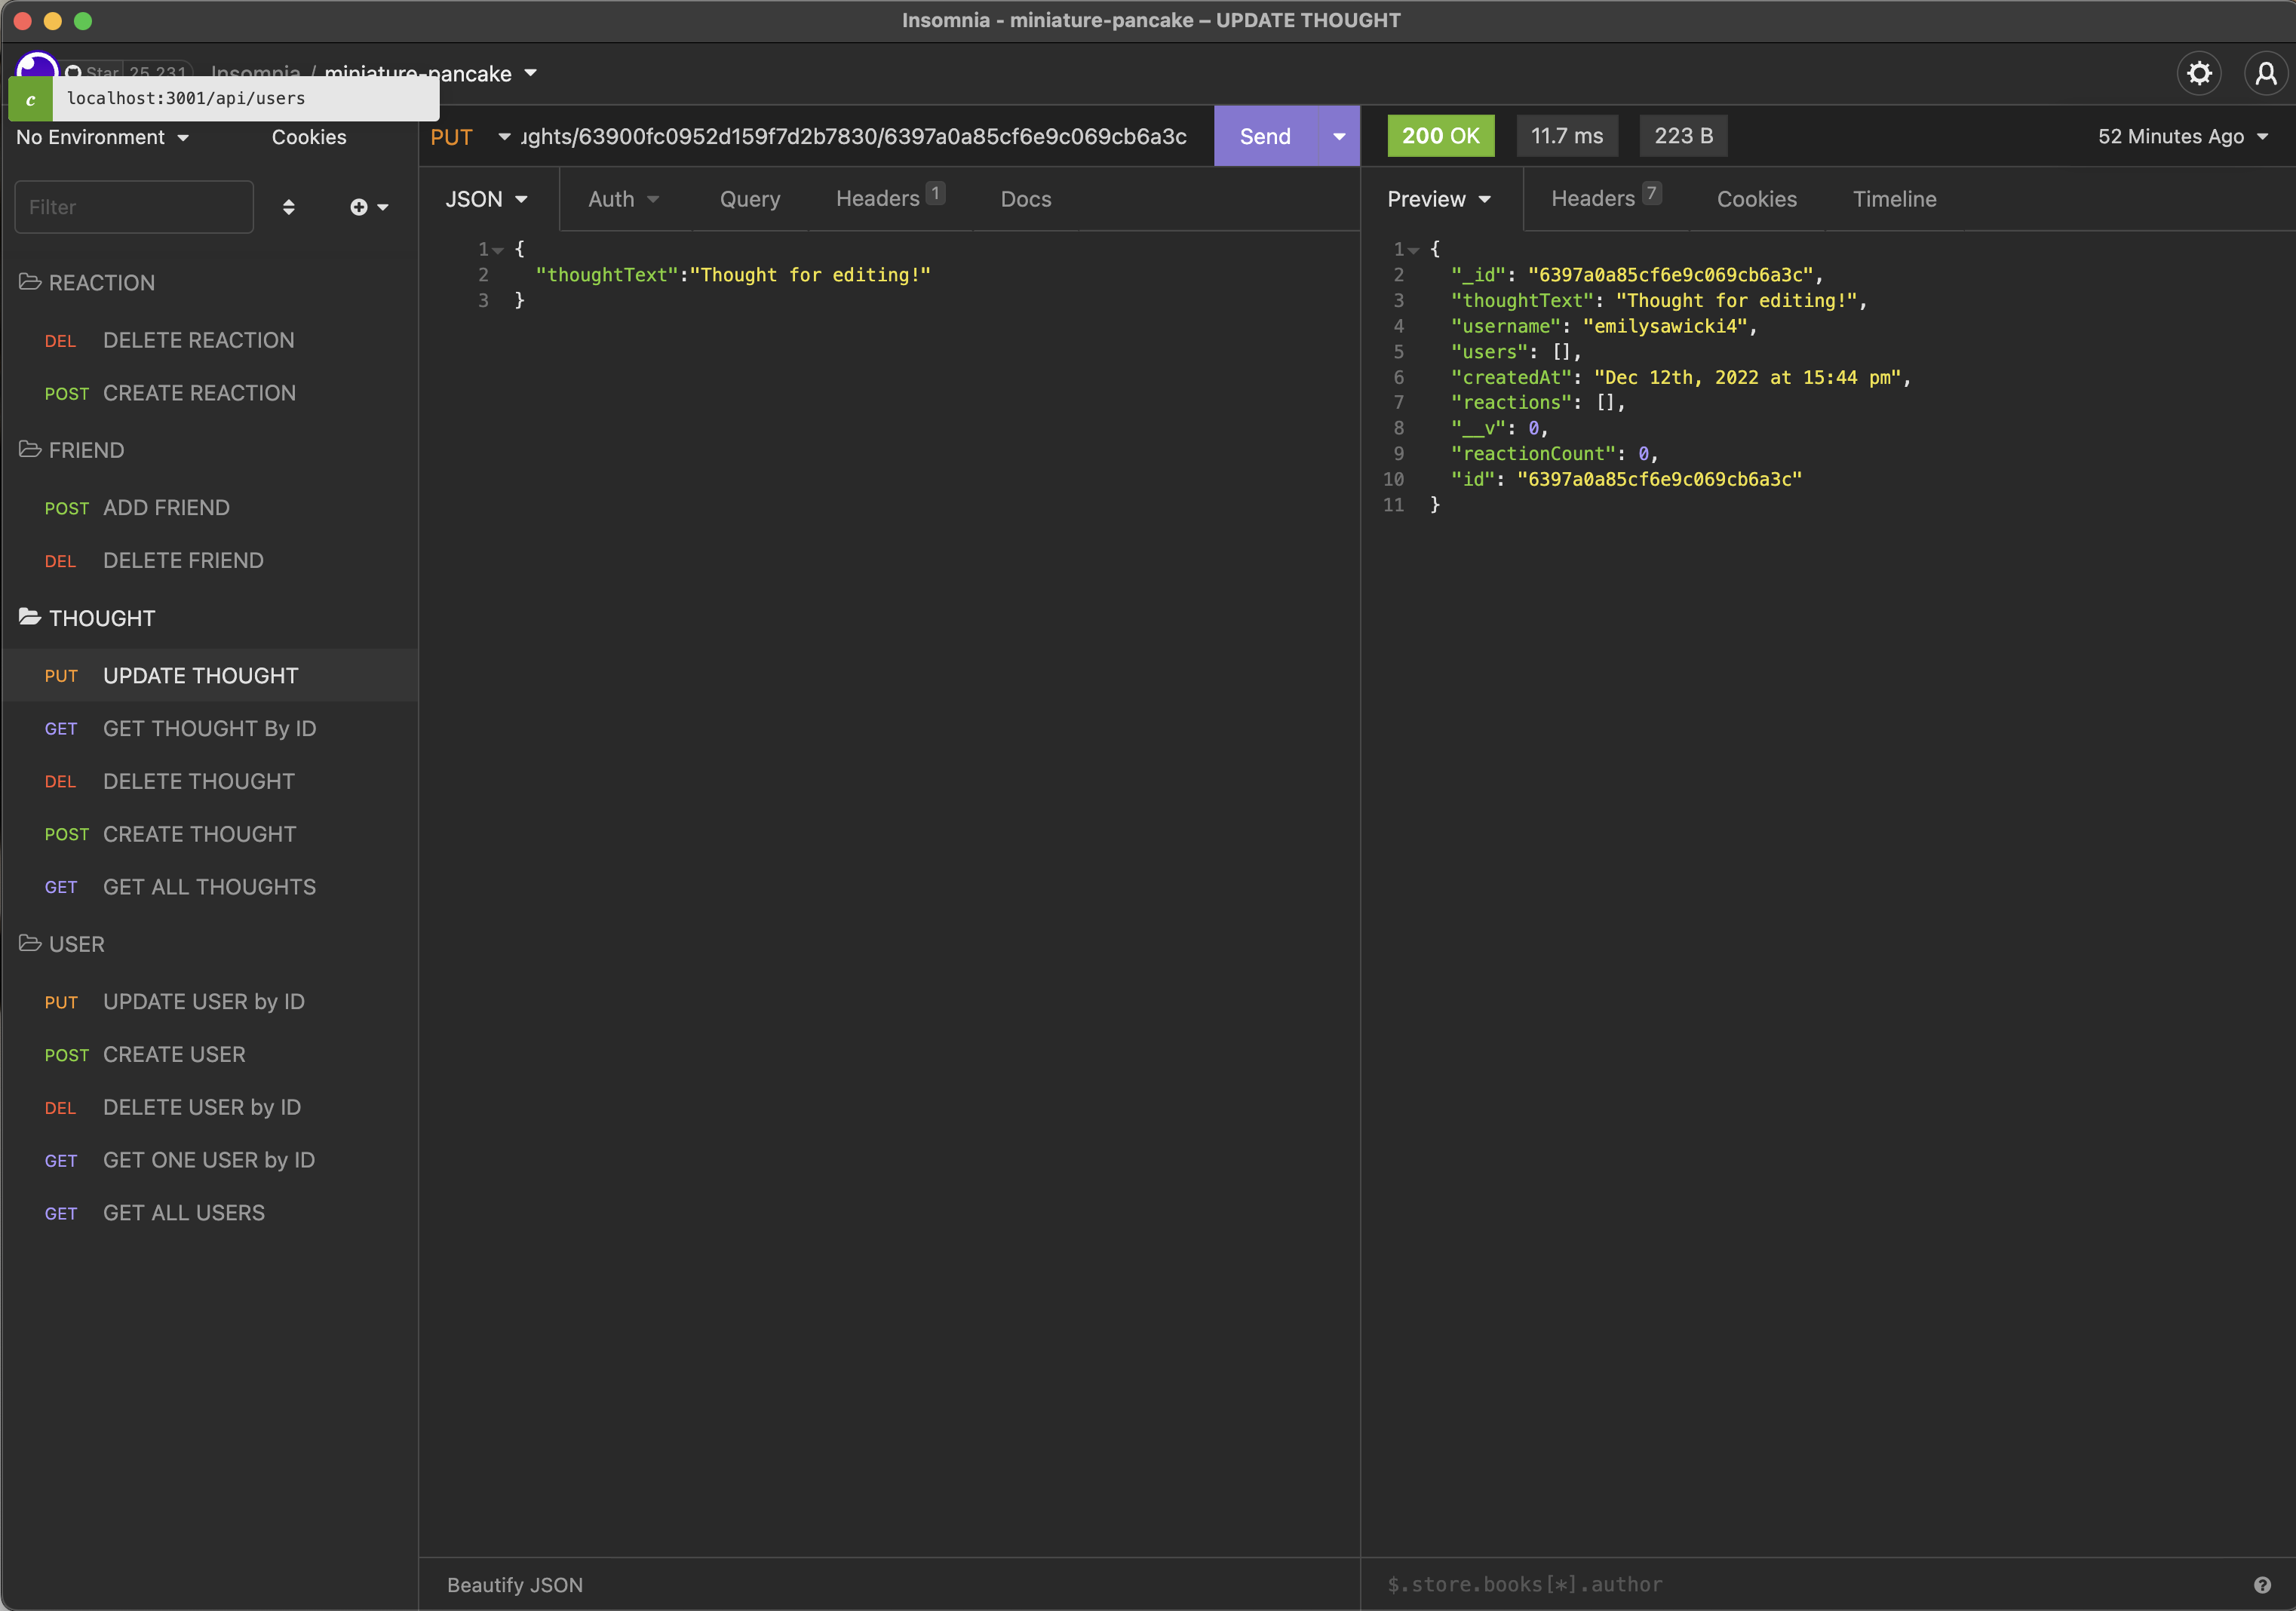 Insomnia - miniature-pancake – UPDATE THOUGHT
Star 25,231
Insomnia / miniature-pancake
c localhost:3001/api/users
No Environment
Cookies
PUT ughts/63900fc0952d159f7d2b7830/6397a0a85cf6e9c069cb6a3c
Send
200 OK
11.7 ms
223 B
52 Minutes Ago
Filter
JSON
Auth
Query
Headers 1
Docs
Preview
Headers 7
Cookies
Timeline
REACTION
DEL DELETE REACTION
POST CREATE REACTION
FRIEND
POST ADD FRIEND
DEL DELETE FRIEND
THOUGHT
PUT UPDATE THOUGHT
GET GET THOUGHT By ID
DEL DELETE THOUGHT
POST CREATE THOUGHT
GET GET ALL THOUGHTS
USER
PUT UPDATE USER by ID
POST CREATE USER
DEL DELETE USER by ID
GET GET ONE USER by ID
GET GET ALL USERS
1 {
2 "thoughtText":"Thought for editing!"
3 }
Beautify JSON
1 {
2 "_id": "6397a0a85cf6e9c069cb6a3c",
3 "thoughtText": "Thought for editing!",
4 "username": "emilysawicki4",
5 "users": [],
6 "createdAt": "Dec 12th, 2022 at 15:44 pm",
7 "reactions": [],
8 "__v": 0,
9 "reactionCount": 0,
10 "id": "6397a0a85cf6e9c069cb6a3c"
11 }
$.store.books[*].author